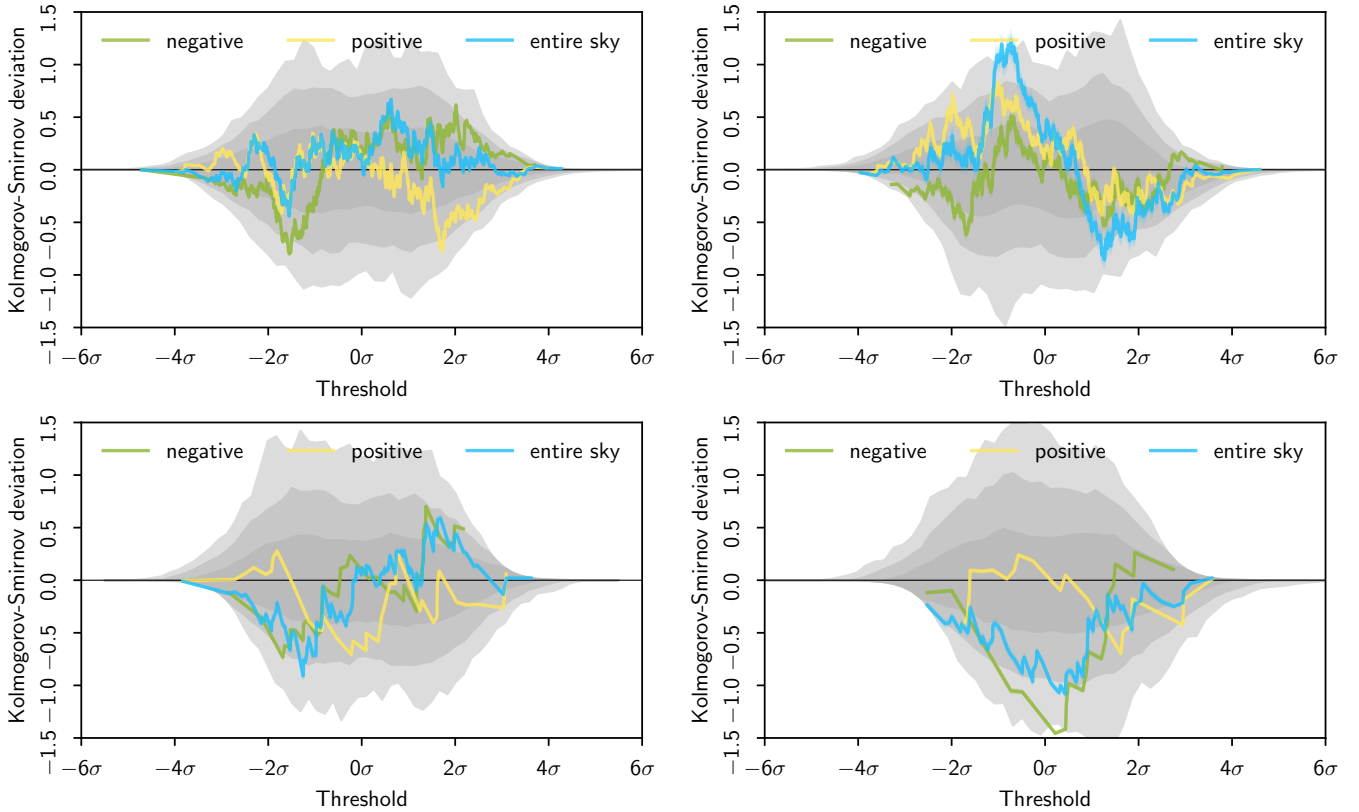 negative positive entire sky
Kolmogorov-Smirnov deviation
1.5
1.0
0.5
0.0
−0.5
−1.0
−1.5
−6σ −4σ −2σ 0σ 2σ 4σ 6σ
Threshold
negative positive entire sky
Kolmogorov-Smirnov deviation
1.5
1.0
0.5
0.0
−0.5
−1.0
−1.5
−6σ −4σ −2σ 0σ 2σ 4σ 6σ
Threshold
negative positive entire sky
Kolmogorov-Smirnov deviation
1.5
1.0
0.5
0.0
−0.5
−1.0
−1.5
−6σ −4σ −2σ 0σ 2σ 4σ 6σ
Threshold
negative positive entire sky
Kolmogorov-Smirnov deviation
1.5
1.0
0.5
0.0
−0.5
−1.0
−1.5
−6σ −4σ −2σ 0σ 2σ 4σ 6σ
Threshold